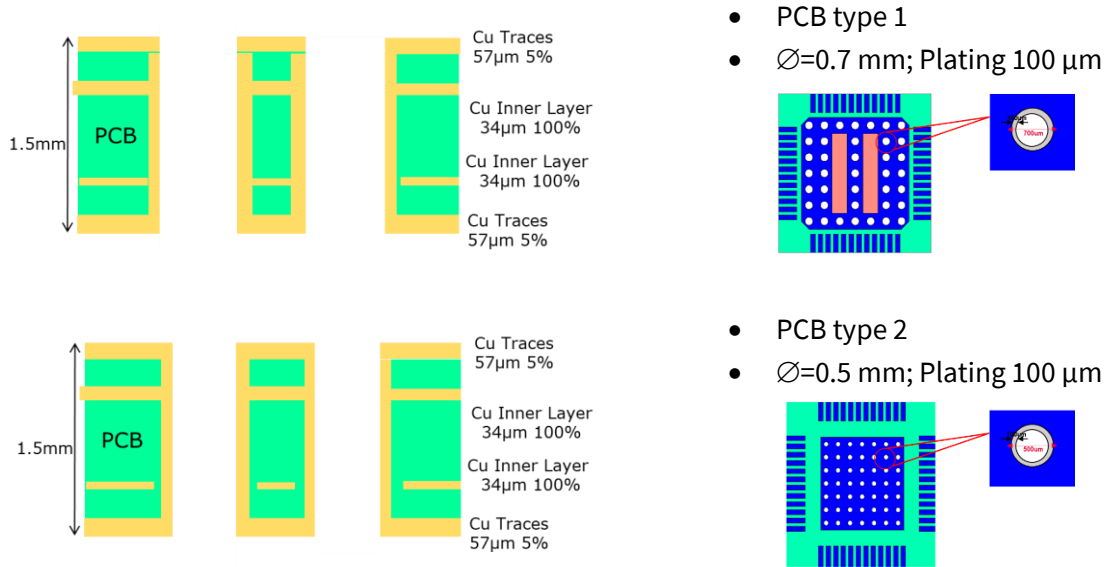 Cu Traces
57µm 5%
Cu Inner Layer
34µm 100%
Cu Inner Layer
34µm 100%
Cu Traces
57µm 5%
1.5mm
PCB
• PCB type 1
• ∅=0.7 mm; Plating 100 µm
700um
Cu Traces
57µm 5%
Cu Inner Layer
34µm 100%
Cu Inner Layer
34µm 100%
Cu Traces
57µm 5%
1.5mm
PCB
• PCB type 2
• ∅=0.5 mm; Plating 100 µm
500um